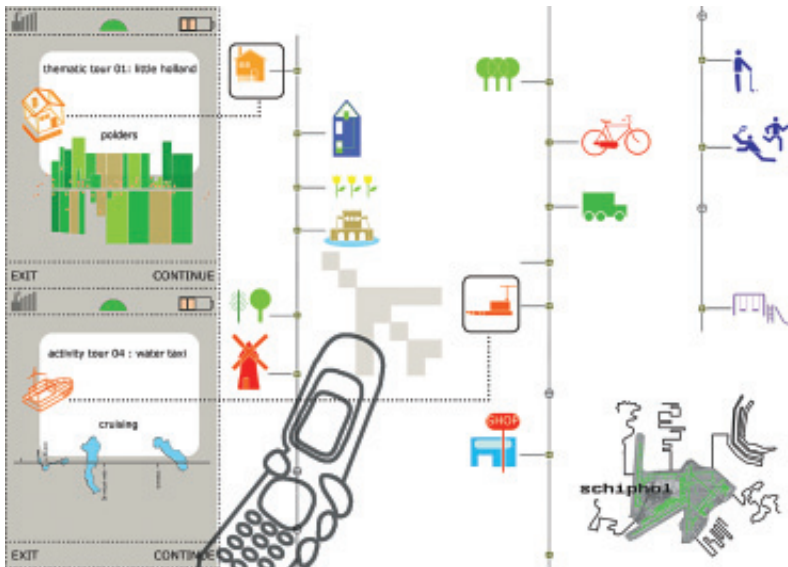 thematic tour 01: little holland
polders
EXIT CONTINUE
activity tour 04 : water taxi
cruising
EXIT CONTINUE
SHOP
schiphol